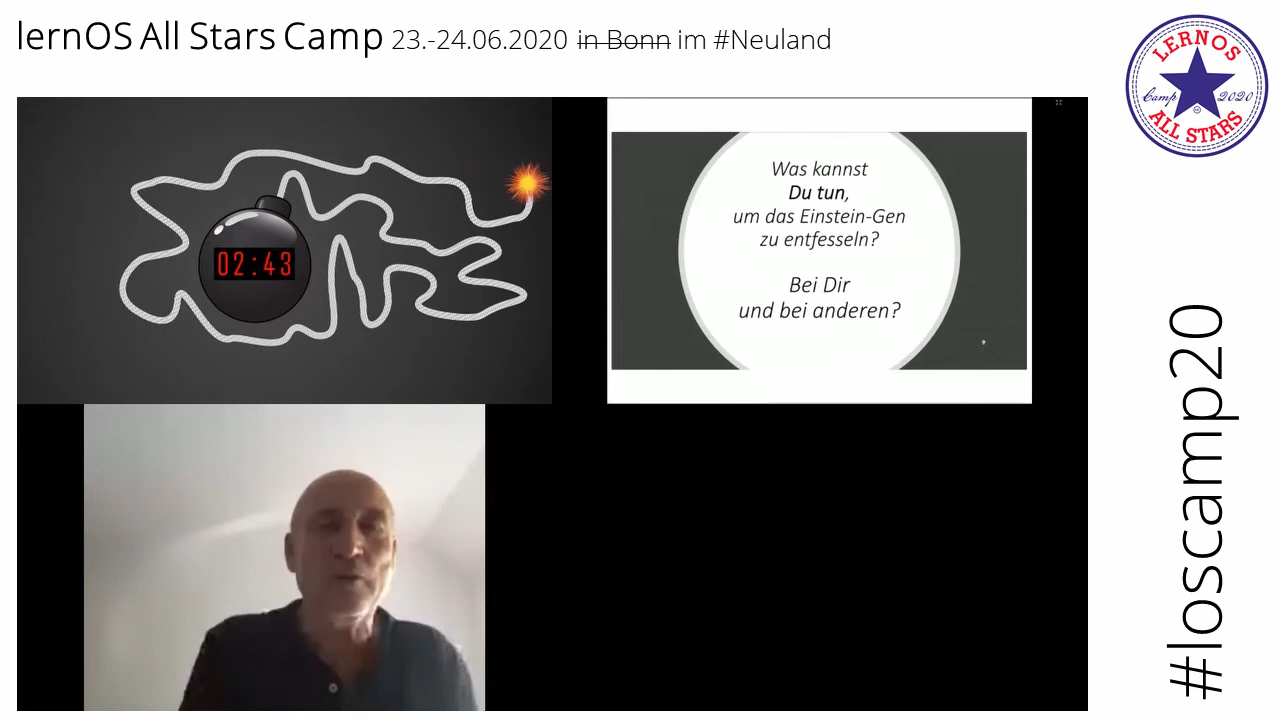 lernOS All Stars Camp 23.-24.06.2020 in Bonn im #Neuland
LERNOS
Camp 2020
ALL STARS
02:43
Was kannst
Du tun,
um das Einstein-Gen
zu entfesseln?
Bei Dir
und bei anderen?
#loscamp20